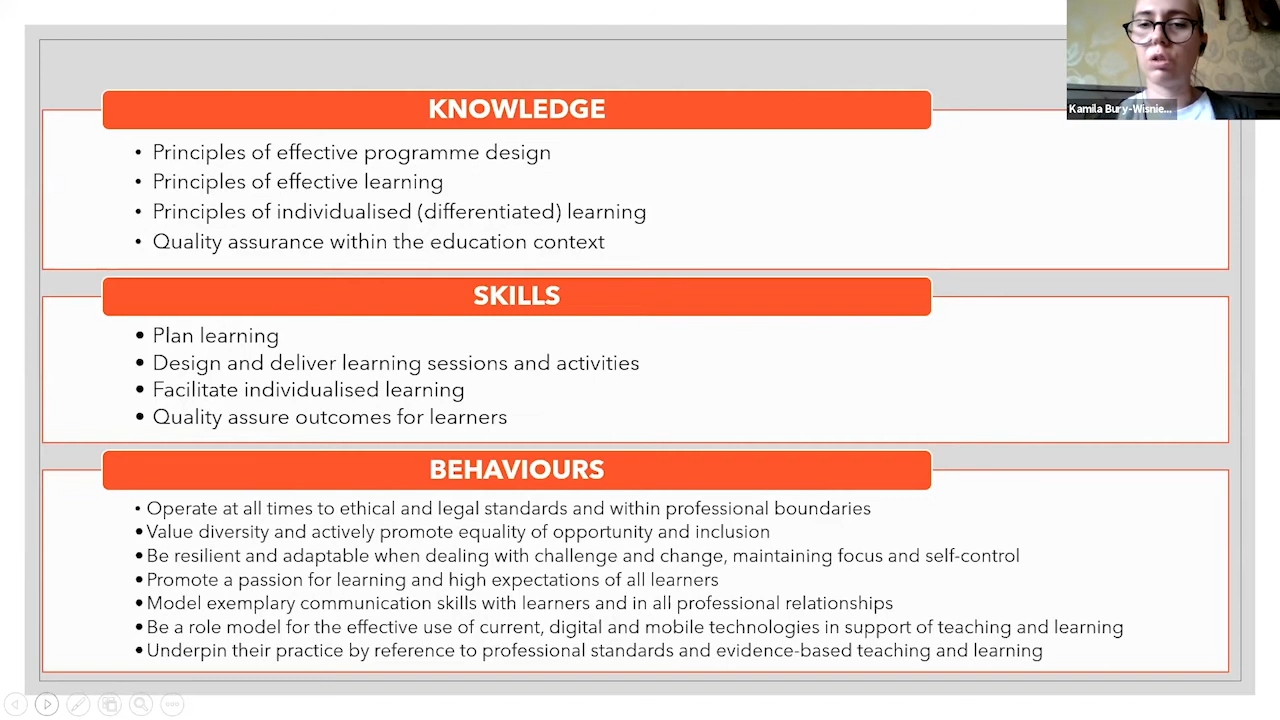 KNOWLEDGE
• Principles of effective programme design
• Principles of effective learning
• Principles of individualised (differentiated) learning
• Quality assurance within the education context
SKILLS
• Plan learning
• Design and deliver learning sessions and activities
• Facilitate individualised learning
• Quality assure outcomes for learners
BEHAVIOURS
• Operate at all times to ethical and legal standards and within professional boundaries
• Value diversity and actively promote equality of opportunity and inclusion
• Be resilient and adaptable when dealing with challenge and change, maintaining focus and self-control
• Promote a passion for learning and high expectations of all learners
• Model exemplary communication skills with learners and in all professional relationships
• Be a role model for the effective use of current, digital and mobile technologies in support of teaching and learning
• Underpin their practice by reference to professional standards and evidence-based teaching and learning
Kamila Bury-Wisnie...